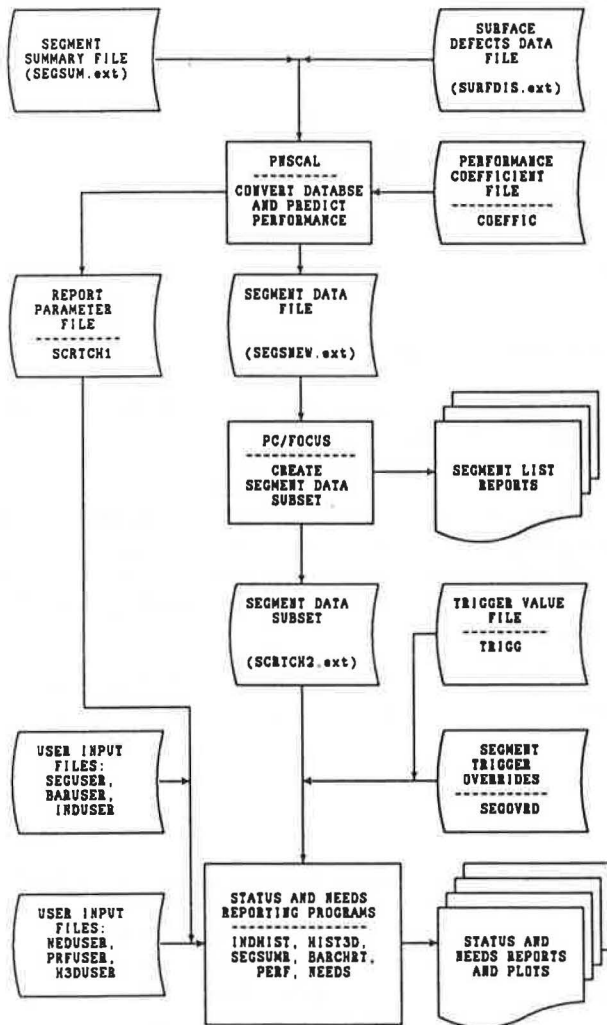 SEGMENT
SUMMARY FILE
(SEGSUM.ext)
SURFACE
DEFECTS DATA
FILE
(SURFDIS.ext)
PNSCAL
CONVERT DATABSE
AND PREDICT
PERFORMANCE
PERFORMANCE
COEFFICIENT
FILE
COEFFIC
REPORT
PARAMETER
FILE
SCRTCH1
SEGMENT DATA
FILE
(SEGSNEW.ext)
PC/FOCUS
CREATE
SEGMENT DATA
SUBSET
SEGMENT LIST
REPORTS
SEGMENT DATA
SUBSET
(SCRTCH2.ext)
TRIGGER VALUE
FILE
TRIGG
USER INPUT
FILES:
SEGUSER,
BARUSER,
INDUSER
SEGMENT
TRIGGER
OVERRIDES
SEGOVRD
USER INPUT
FILES:
NEDUSER,
PRFUSER,
H3DUSER
STATUS AND NEEDS
REPORTING PROGRAMS
INDHIST, HIST3D,
SEGSUMR, BARCHRT,
PERF, NEEDS
STATUS AND
NEEDS REPORTS
AND PLOTS